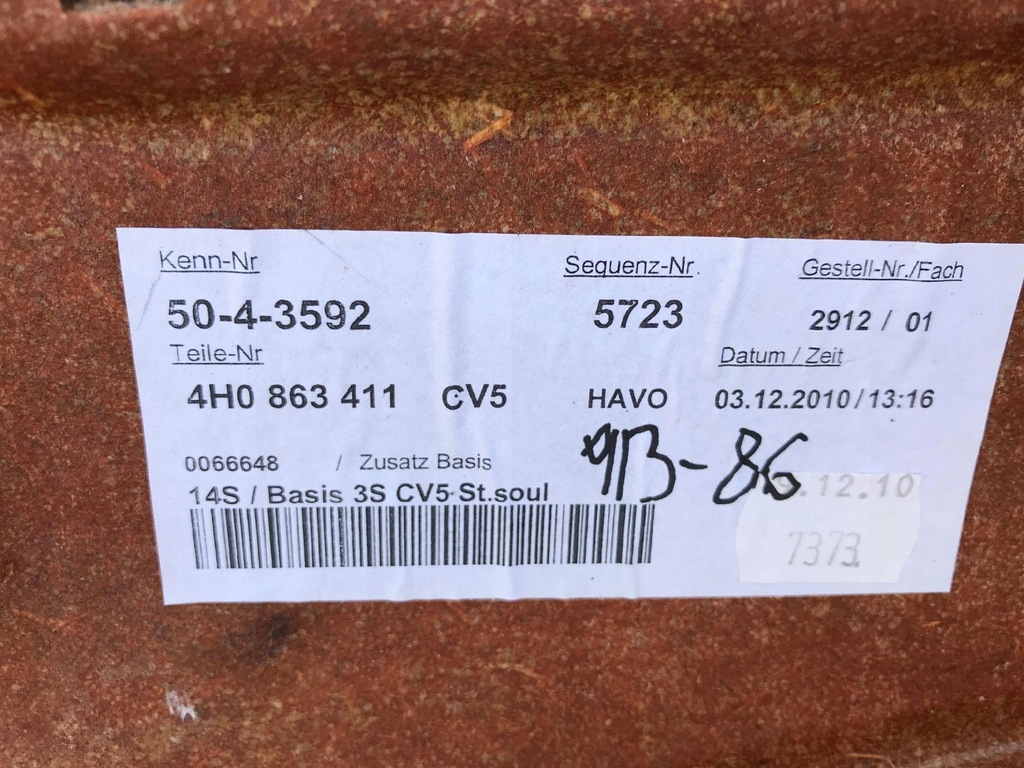 Kenn-Nr Sequenz-Nr. Gestell-Nr./Fach
50-4-3592 5723 2912 / 01
Teile-Nr Datum / Zeit
4H0 863 411 CV5 HAVO 03.12.2010/13:16
0066648 / Zusatz Basis
14S / Basis 3S CV5 St.soul
-86
.12.10
7373